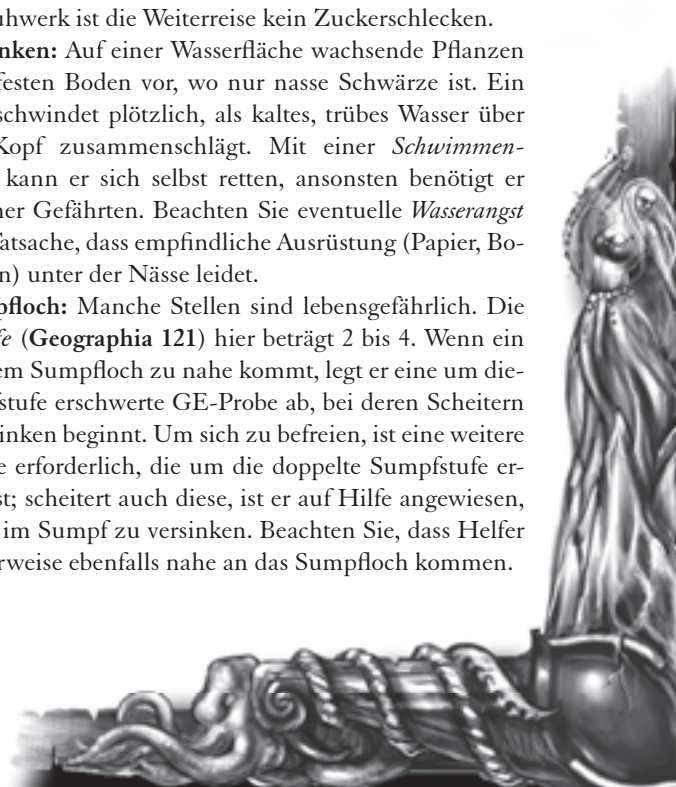 uhwerk ist die Weiterreise kein Zuckerschlecken.
nken: Auf einer Wasserfläche wachsende Pflanzen
festen Boden vor, wo nur nasse Schwärze ist. Ein
schwindet plötzlich, als kaltes, trübes Wasser über
Kopf zusammenschlägt. Mit einer Schwimmen-
kann er sich selbst retten, ansonsten benötigt er
ner Gefährten. Beachten Sie eventuelle Wasserangst
Tatsache, dass empfindliche Ausrüstung (Papier, Bo-
n) unter der Nässe leidet.
pfloch: Manche Stellen sind lebensgefährlich. Die
fe (Geographia 121) hier beträgt 2 bis 4. Wenn ein
em Sumpfloch zu nahe kommt, legt er eine um die-
fstufe erschwerte GE-Probe ab, bei deren Scheitern
inken beginnt. Um sich zu befreien, ist eine weitere
e erforderlich, die um die doppelte Sumpfstufe er-
st; scheitert auch diese, ist er auf Hilfe angewiesen,
im Sumpf zu versinken. Beachten Sie, dass Helfer
rweise ebenfalls nahe an das Sumpfloch kommen.